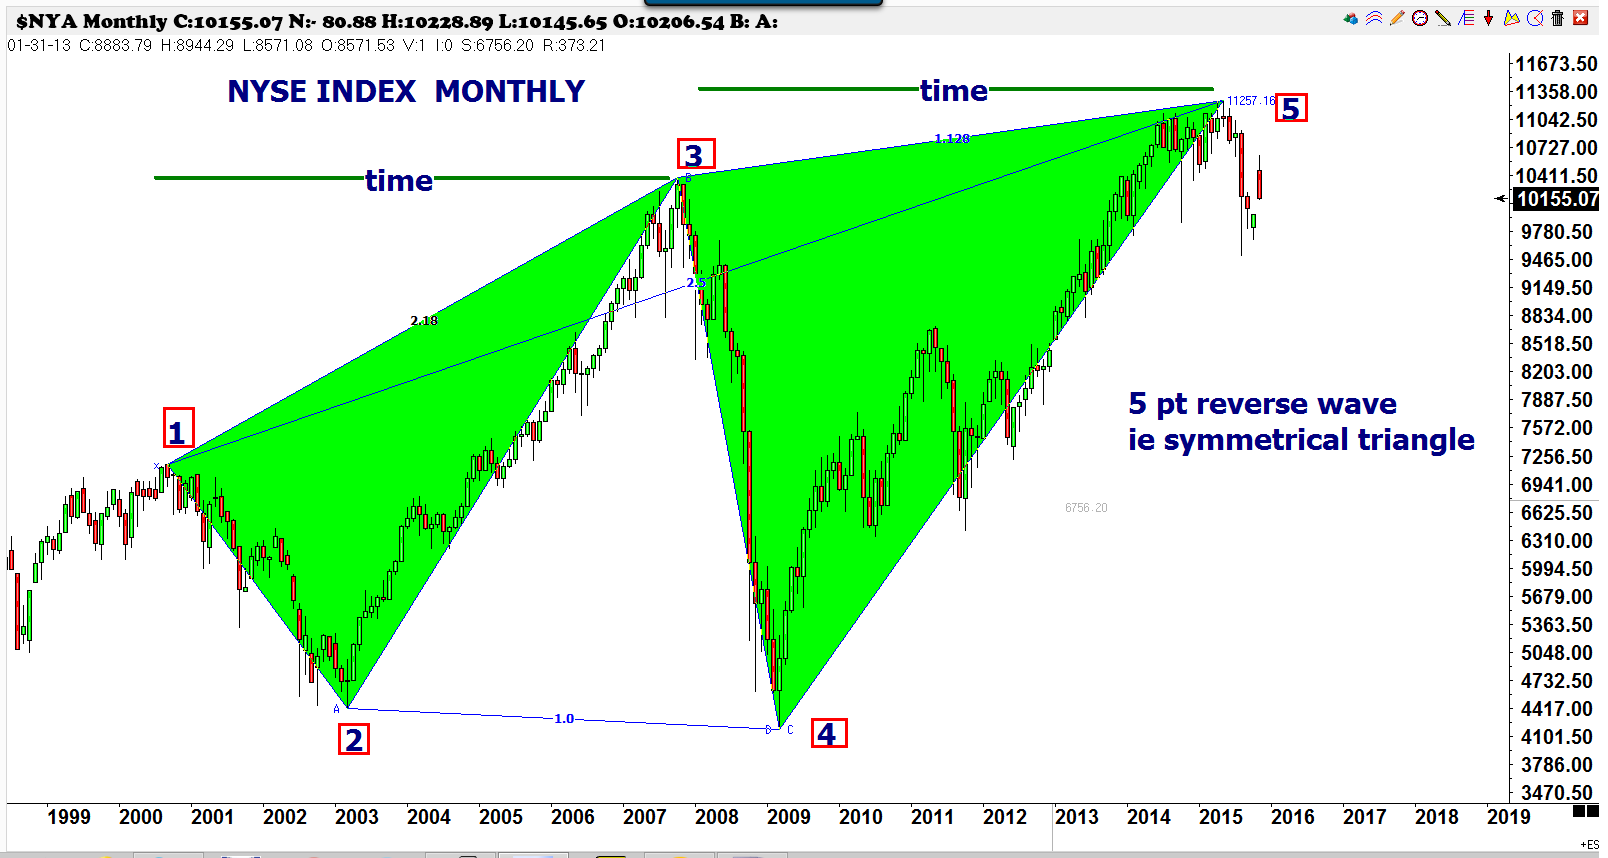 $NYA Monthly C:10155.07 N:- 80.88 H:10228.89 L:10145.65 O:10206.54 B: A:
01-31-13 C:8883.79 H:8944.29 L:8571.08 O:8571.53 V:1 I:0 S:6756.20 R:373.21
NYSE INDEX MONTHLY
time
11257.16
5
1.128
3
B
time
2.5
2.18
1
X
5 pt reverse wave
ie symmetrical triangle
6756.20
A
1.0
D C
2
4
11673.50
11358.00
11042.50
10727.00
10411.50
10155.07
9780.50
9465.00
9149.50
8834.00
8518.50
8203.00
7887.50
7572.00
7256.50
6941.00
6625.50
6310.00
5994.50
5679.00
5363.50
5048.00
4732.50
4417.00
4101.50
3786.00
3470.50
1999 2000 2001 2002 2003 2004 2005 2006 2007 2008 2009 2010 2011 2012 2013 2014 2015 2016 2017 2018 2019
+ES